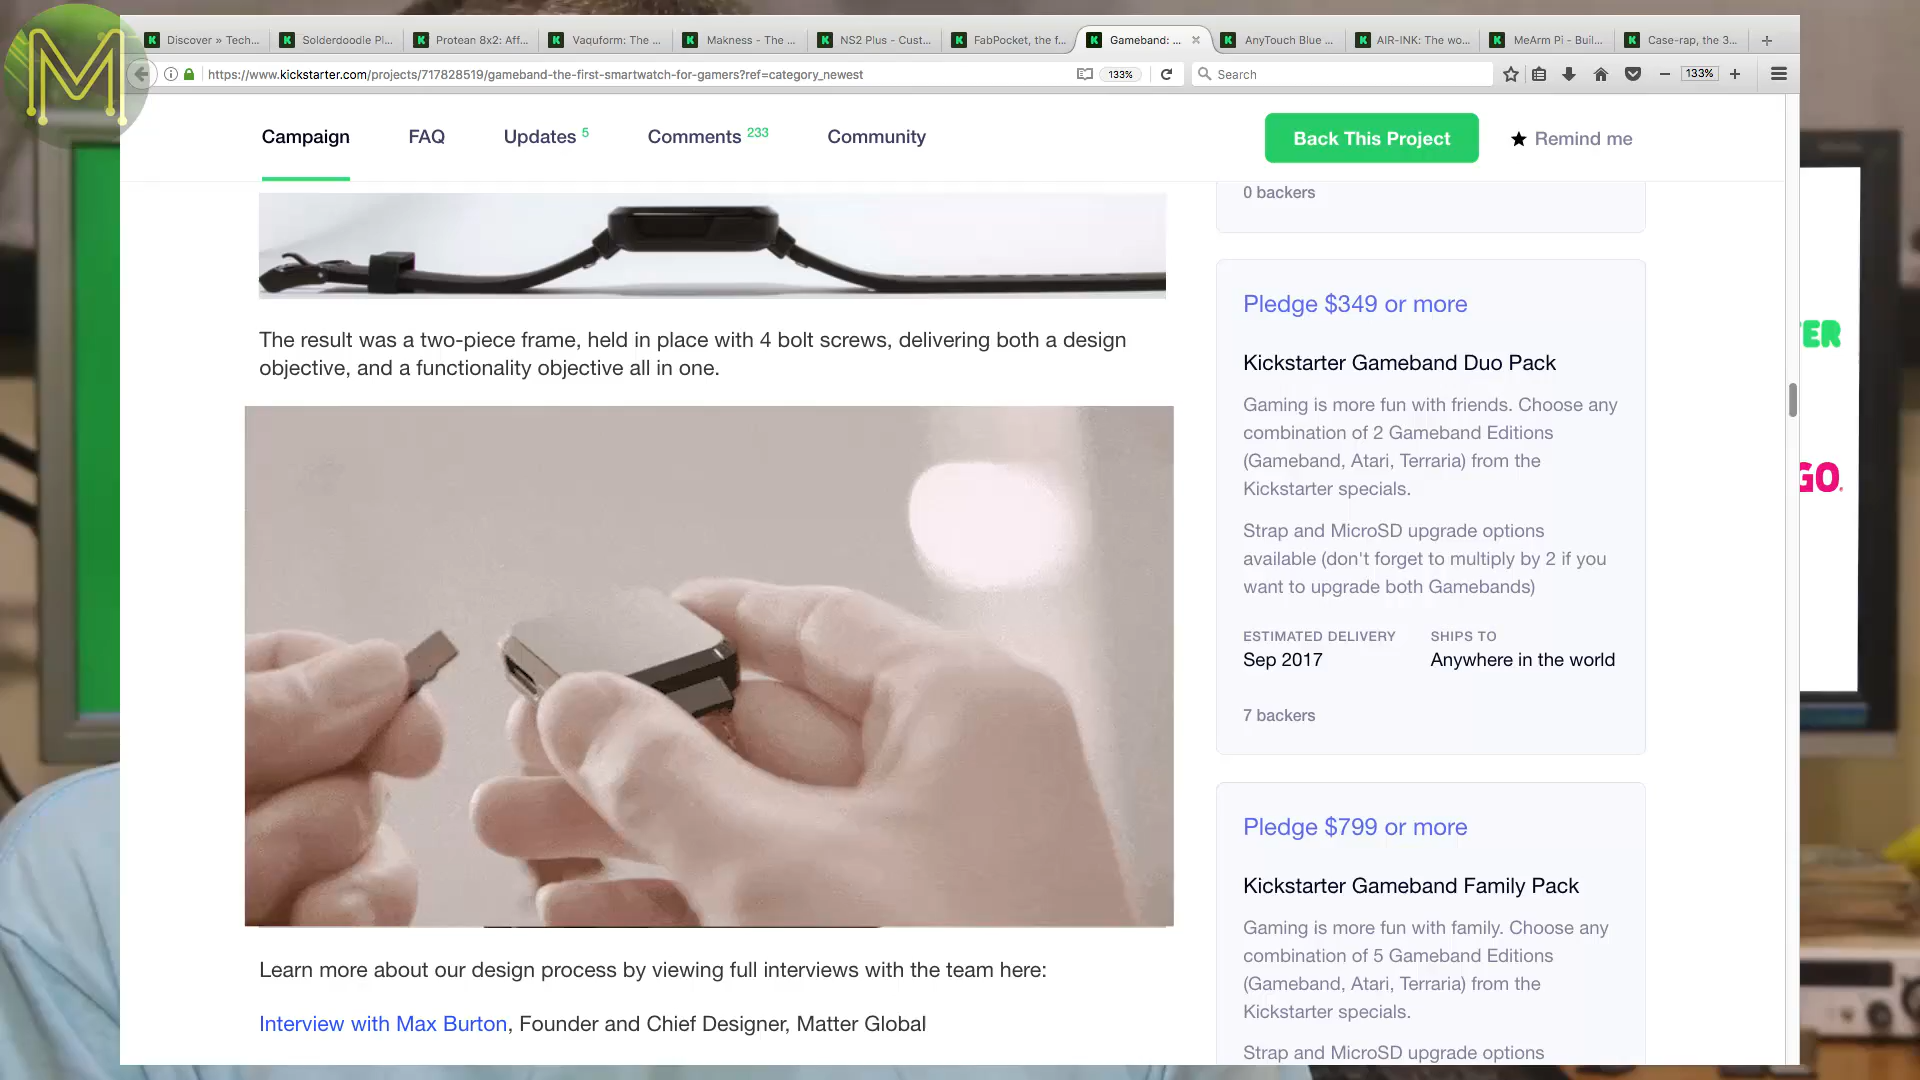 M
Discover » Tech...
Solderdoodle Pl...
Protean 8x2: Aff...
Vaquform: The ...
Makness - The ...
NS2 Plus - Cust...
FabPocket, the f...
Gameband: ...
AnyTouch Blue ...
AIR-INK: The wo...
MeArm Pi - Buil...
Case-rap, the 3...
https://www.kickstarter.com/projects/717828519/gameband-the-first-smartwatch-for-gamers?ref=category_newest
133%
Search
133%
Campaign
FAQ
Updates 5
Comments 233
Community
Back This Project
Remind me
The result was a two-piece frame, held in place with 4 bolt screws, delivering both a design
objective, and a functionality objective all in one.
Learn more about our design process by viewing full interviews with the team here:
Interview with Max Burton, Founder and Chief Designer, Matter Global
0 backers
Pledge $349 or more
Kickstarter Gameband Duo Pack
Gaming is more fun with friends. Choose any
combination of 2 Gameband Editions
(Gameband, Atari, Terraria) from the
Kickstarter specials.
Strap and MicroSD upgrade options
available (don't forget to multiply by 2 if you
want to upgrade both Gamebands)
ESTIMATED DELIVERY
Sep 2017
SHIPS TO
Anywhere in the world
7 backers
Pledge $799 or more
Kickstarter Gameband Family Pack
Gaming is more fun with family. Choose any
combination of 5 Gameband Editions
(Gameband, Atari, Terraria) from the
Kickstarter specials.
Strap and MicroSD upgrade options
TER
GO